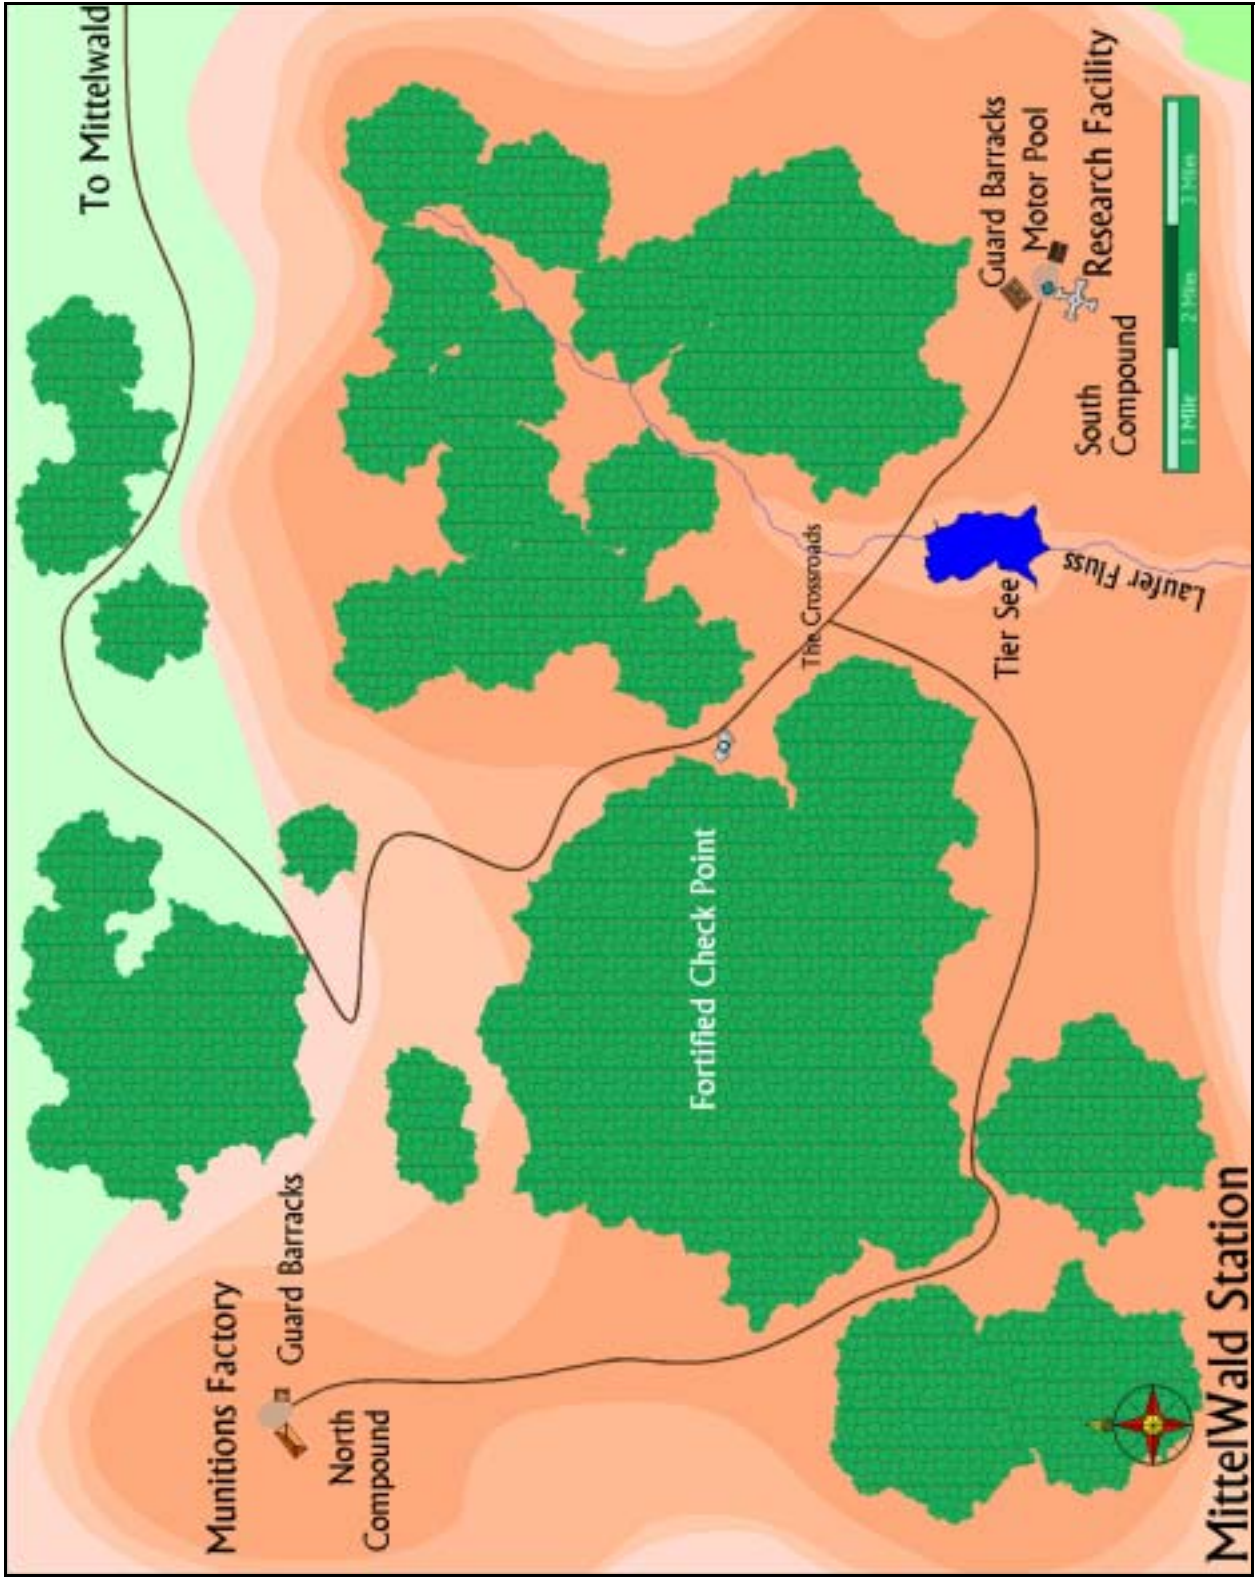 To Mittelwald
Munitions Factory
Guard Barracks
North
Compound
Fortified Check Point
The Crossroads
Guard Barracks
Motor Pool
Research Facility
South
Compound
Tier See
Laufer Fluss
1 Mile
2 Miles
3 Miles
MittelWald Station